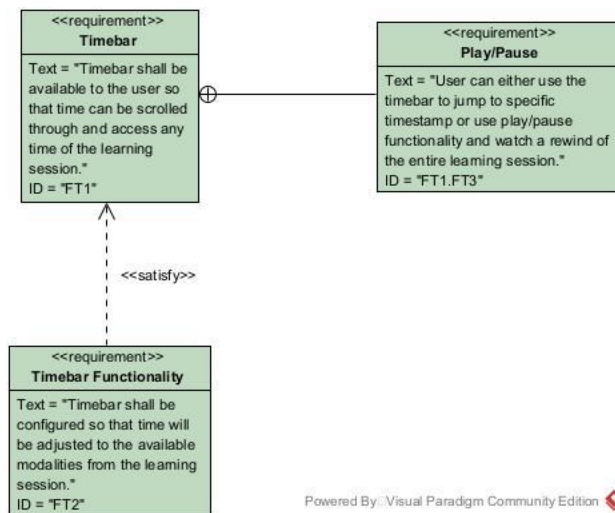 <<requirement>>
Timebar
Text = "Timebar shall be
available to the user so
that time can be scrolled
through and access any
time of the learning
session."
ID = "FT1"
<<requirement>>
Play/Pause
Text = "User can either use the
timebar to jump to specific
timestamp or use play/pause
functionality and watch a rewind of
the entire learning session."
ID = "FT1.FT3"
<<satisfy>>
<<requirement>>
Timebar Functionality
Text = "Timebar shall be
configured so that time will
be adjusted to the available
modalities from the learning
session."
ID = "FT2"
Powered By Visual Paradigm Community Edition